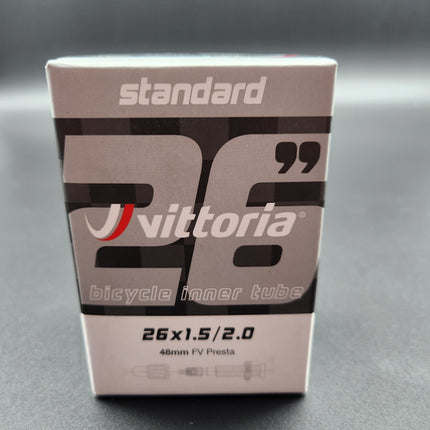 standard
26”
vittoria®
bicycle inner tube
26x1.5/2.0
48mm FV Presta